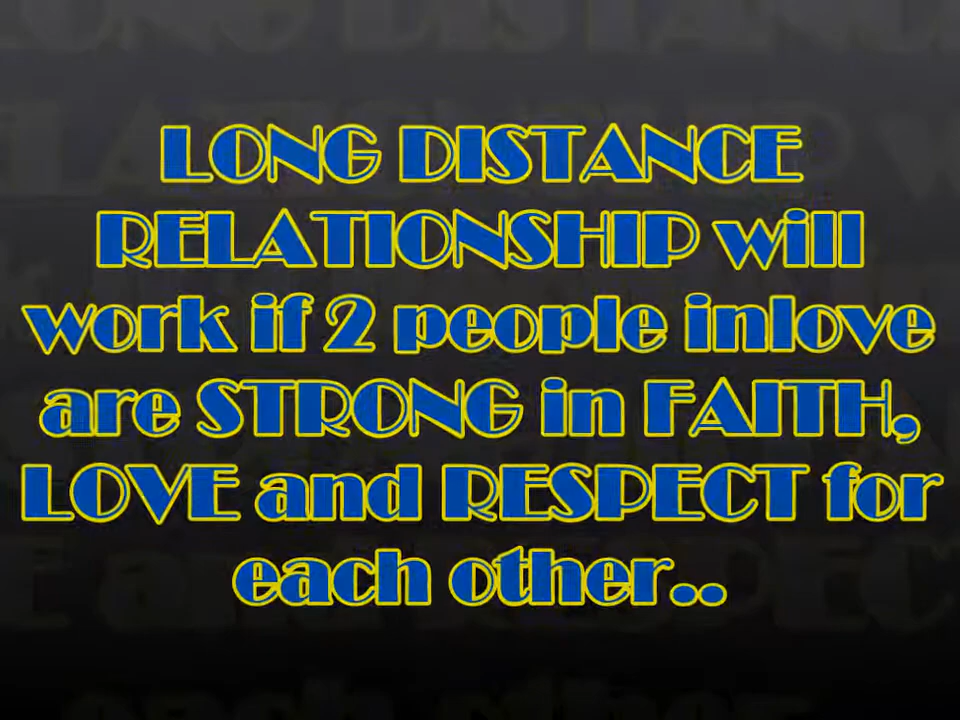 LONG DISTANCE
RELATIONSHIP will
work if 2 people inlove
are STRONG in FAITH,
LOVE and RESPECT for
each other..